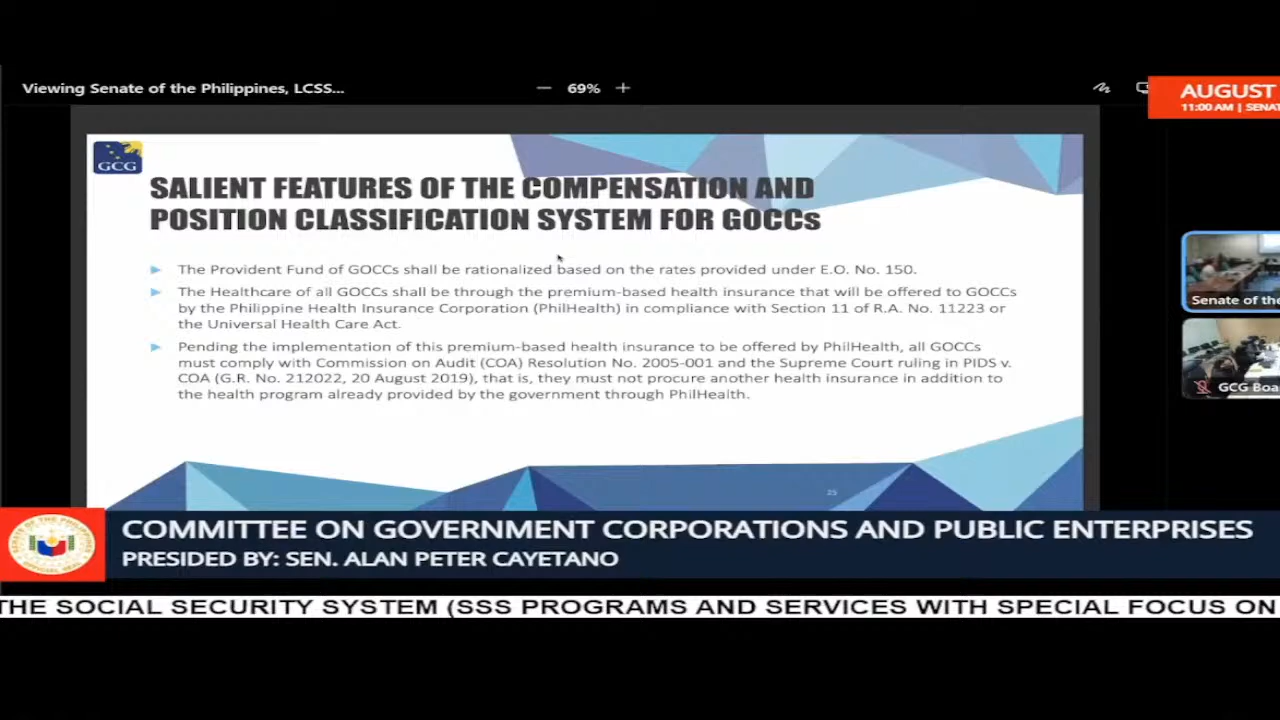 Viewing Senate of the Philippines, LCSS...
69%
AUGUST
11:00 AM | SENAT
GCG
SALIENT FEATURES OF THE COMPENSATION AND
POSITION CLASSIFICATION SYSTEM FOR GOCCs
The Provident Fund of GOCCs shall be rationalized based on the rates provided under E.O. No. 150.
The Healthcare of all GOCCs shall be through the premium-based health insurance that will be offered to GOCCs
by the Philippine Health Insurance Corporation (PhilHealth) in compliance with Section 11 of R.A. No. 11223 or
the Universal Health Care Act.
Pending the implementation of this premium-based health insurance to be offered by PhilHealth, all GOCCs
must comply with Commission on Audit (COA) Resolution No. 2005-001 and the Supreme Court ruling in PIDS v.
COA (G.R. No. 212022, 20 August 2019), that is, they must not procure another health insurance in addition to
the health program already provided by the government through PhilHealth.
25
Senate of the
GCG Boa
COMMITTEE ON GOVERNMENT CORPORATIONS AND PUBLIC ENTERPRISES
PRESIDED BY: SEN. ALAN PETER CAYETANO
THE SOCIAL SECURITY SYSTEM (SSS PROGRAMS AND SERVICES WITH SPECIAL FOCUS ON